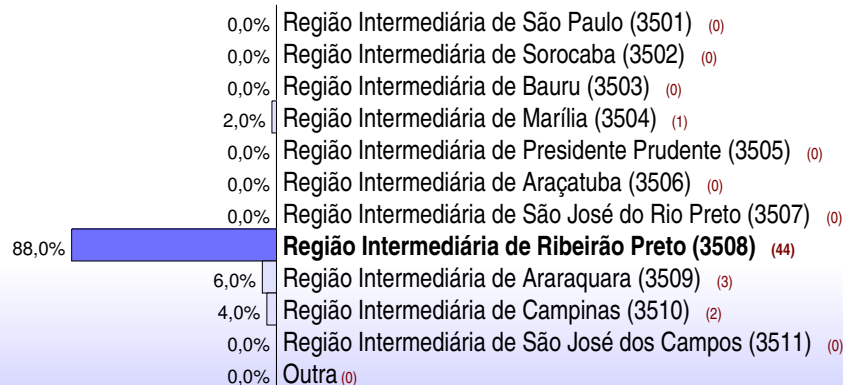 0,0% Região Intermediária de São Paulo (3501) (0)
0,0% Região Intermediária de Sorocaba (3502) (0)
0,0% Região Intermediária de Bauru (3503) (0)
2,0% Região Intermediária de Marília (3504) (1)
0,0% Região Intermediária de Presidente Prudente (3505) (0)
0,0% Região Intermediária de Araçatuba (3506) (0)
0,0% Região Intermediária de São José do Rio Preto (3507) (0)
88,0% Região Intermediária de Ribeirão Preto (3508) (44)
6,0% Região Intermediária de Araraquara (3509) (3)
4,0% Região Intermediária de Campinas (3510) (2)
0,0% Região Intermediária de São José dos Campos (3511) (0)
0,0% Outra (0)